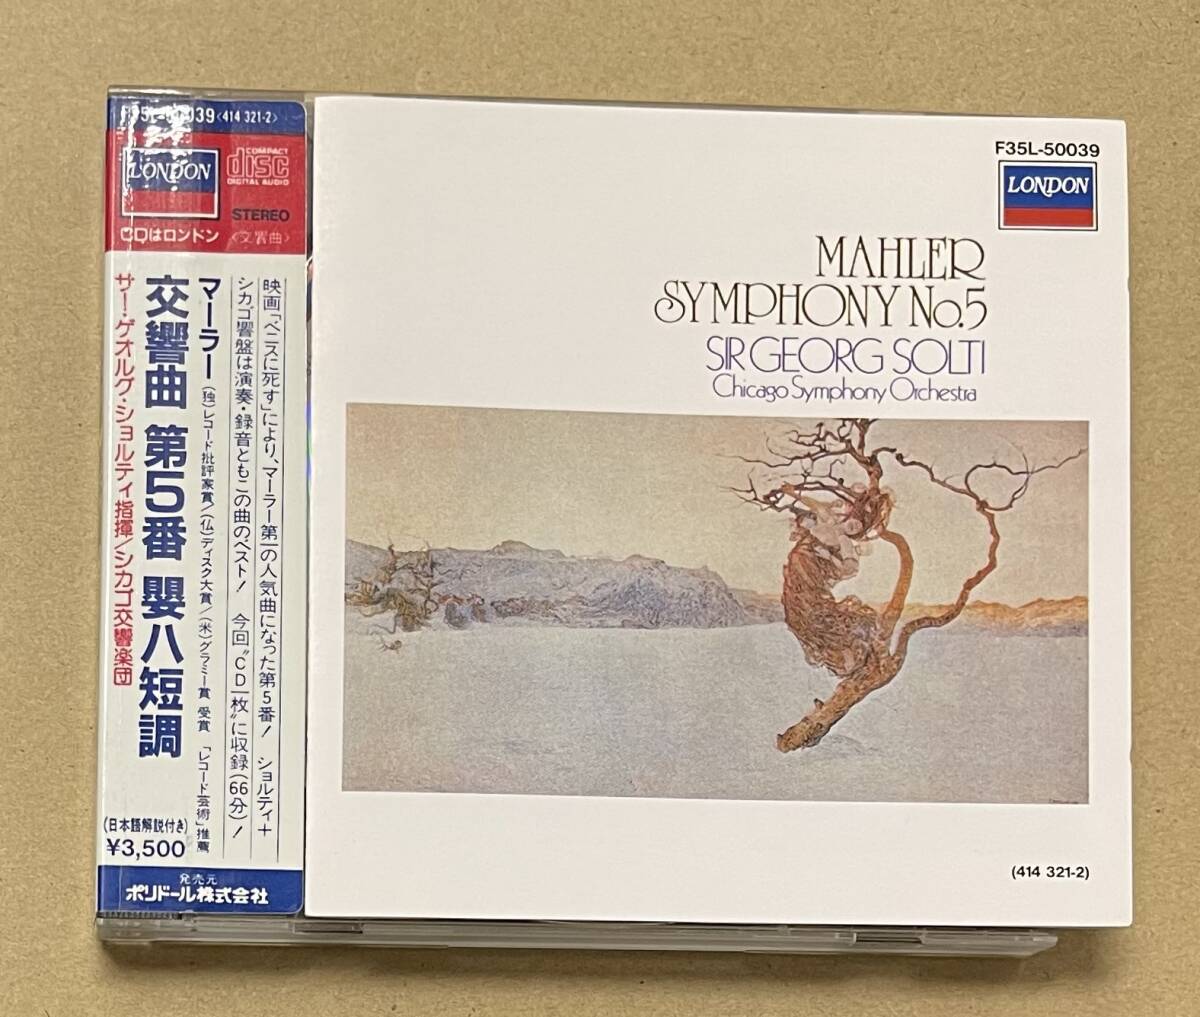 F35L-50039<414 321-2>
LONDON
COMPACT
disc
DIGITAL AUDIO
STEREO
CDはロンドン
<交響曲>
映画「ベニスに死す」により、マーラー第一の人気曲になった第5番! ショルティ+
シカゴ響盤は演奏・録音ともこの曲のベスト! 今回"CD一枚"に収録(66分)!
マーラー
(独)レコード批評家賞/(仏)ディスク大賞/(米)グラミー賞 受賞 「レコード芸術」推薦
交響曲 第5番 嬰ハ短調
サー・ゲオルグ・ショルティ指揮/シカゴ交響楽団
(日本語解説付き)
¥3,500
発売元
ポリドール株式会社
F35L-50039
LONDON
MAHLER
SYMPHONY No.5
SIR GEORG SOLTI
Chicago Symphony Orchestra
(414 321-2)